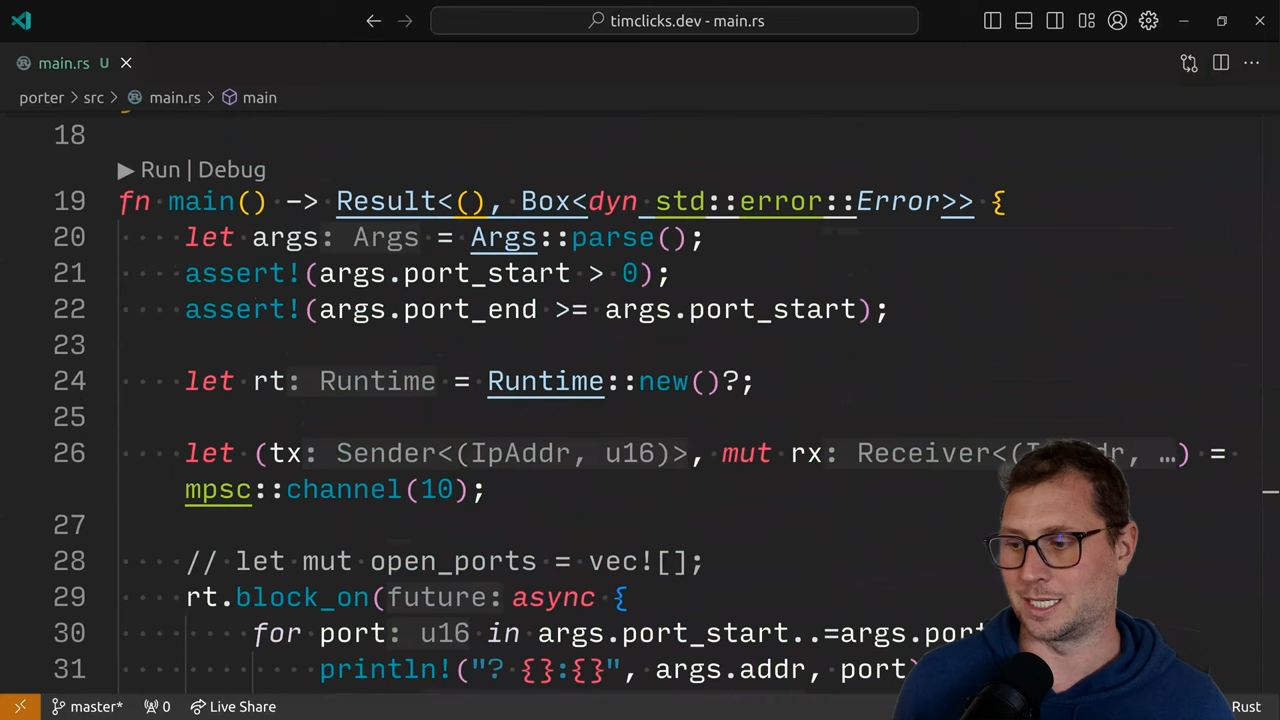 timclicks.dev - main.rs
main.rs U
porter > src > main.rs > main
18
Run | Debug
19 fn main() -> Result<(), Box<dyn std::error::Error>> {
20 let args: Args = Args::parse();
21 assert!(args.port_start > 0);
22 assert!(args.port_end >= args.port_start);
23
24 let rt: Runtime = Runtime::new()?;
25
26 let (tx: Sender<(IpAddr, u16)>, mut rx: Receiver<(IpAddr, …) =
mpsc::channel(10);
27
28 // let mut open_ports = vec![];
29 rt.block_on(future: async {
30 for port: u16 in args.port_start..=args.port
31 println!("? {}:{}", args.addr, port)
master* 0 Live Share Rust